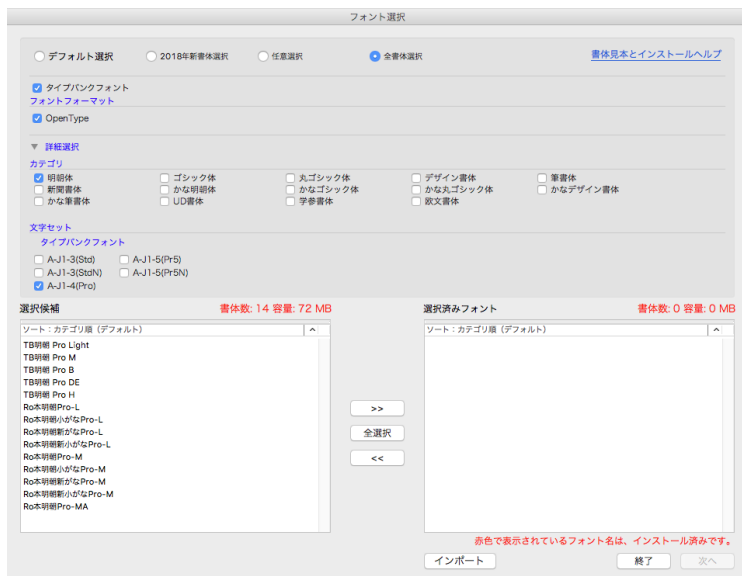 フォント選択
デフォルト選択 2018年新書体選択 任意選択 全書体選択 書体見本とインストールヘルプ
タイプバンクフォント
フォントフォーマット
OpenType
▼ 詳細選択
カテゴリ
明朝体 ゴシック体 丸ゴシック体 デザイン書体 筆書体
新聞書体 かな明朝体 かなゴシック体 かな丸ゴシック体 かなデザイン書体
かな筆書体 UD書体 学参書体 欧文書体
文字セット
タイプバンクフォント
A-J1-3(Std) A-J1-5(Pr5)
A-J1-3(StdN) A-J1-5(Pr5N)
A-J1-4(Pro)
選択候補 書体数: 14 容量: 72 MB 選択済みフォント 書体数: 0 容量: 0 MB
ソート：カテゴリ順（デフォルト） ソート：カテゴリ順（デフォルト）
TB明朝 Pro Light
TB明朝 Pro M
TB明朝 Pro B
TB明朝 Pro DE
TB明朝 Pro H
Ro本明朝Pro-L
Ro本明朝小がなPro-L
Ro本明朝新がなPro-L
Ro本明朝新小がなPro-L
Ro本明朝Pro-M
Ro本明朝小がなPro-M
Ro本明朝新がなPro-M
Ro本明朝新小がなPro-M
Ro本明朝Pro-MA
>>
全選択
<<
赤色で表示されているフォント名は、インストール済みです。
インポート 終了 次へ